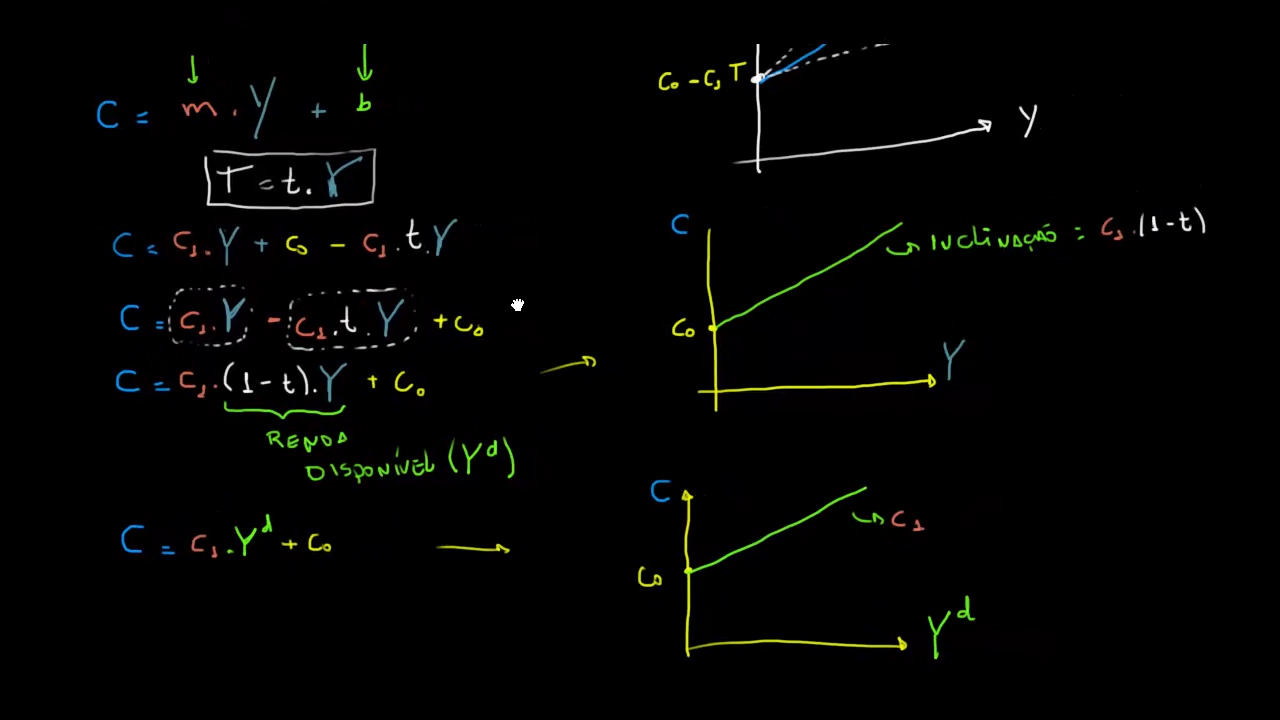 C = m . Y + b
T = t . Y
C = c₁ . Y + c₀ - c₁ . t . Y
C = c₁ . Y - c₁ . t . Y + c₀
C = c₁ . (1 - t) . Y + c₀
RENDA
DISPONÍVEL (Yᵈ)
C = c₁ . Yᵈ + c₀
c₀ - c₁ T
Y
C
INCLINAÇÃO = c₁ . (1 - t)
c₀
Y
C
c₁
c₀
Yᵈ